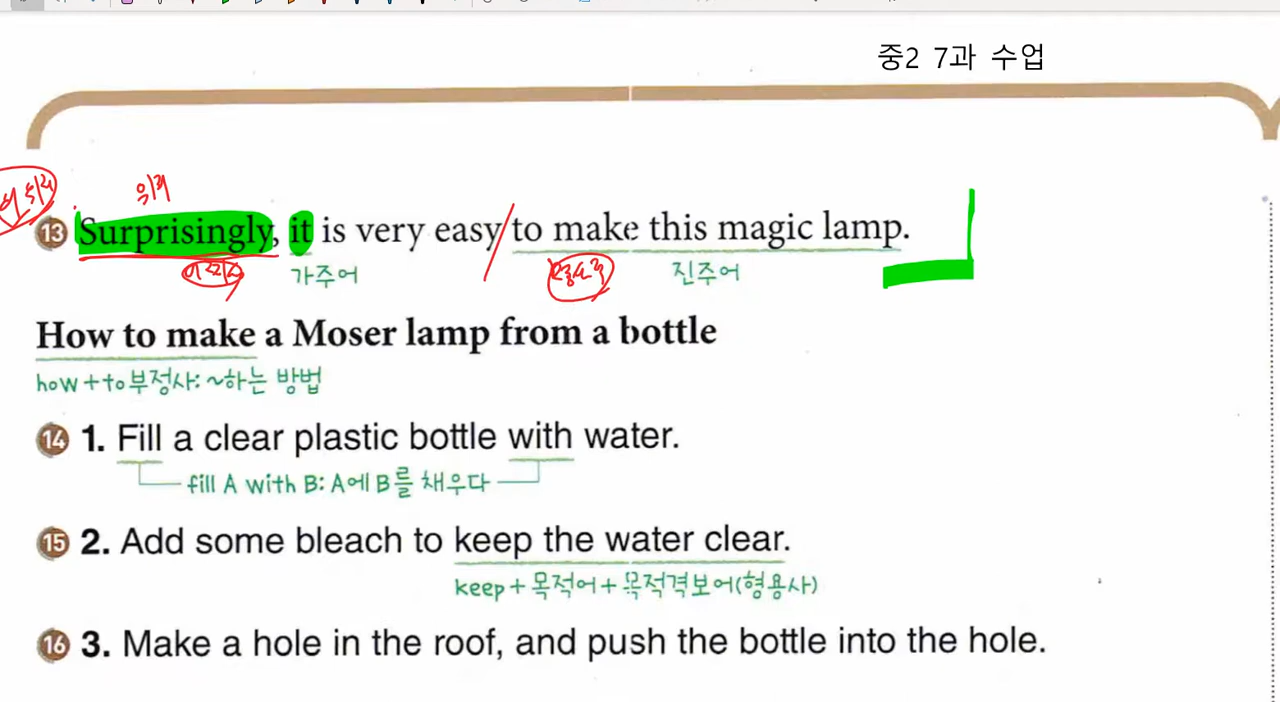 중2 7과 수업
⑬ Surprisingly, it is very easy to make this magic lamp.
가주어 진주어
How to make a Moser lamp from a bottle
how+to부정사: ~하는 방법
⑭ 1. Fill a clear plastic bottle with water.
fill A with B: A에 B를 채우다
⑮ 2. Add some bleach to keep the water clear.
keep+목적어+목적격보어(형용사)
⑯ 3. Make a hole in the roof, and push the bottle into the hole.